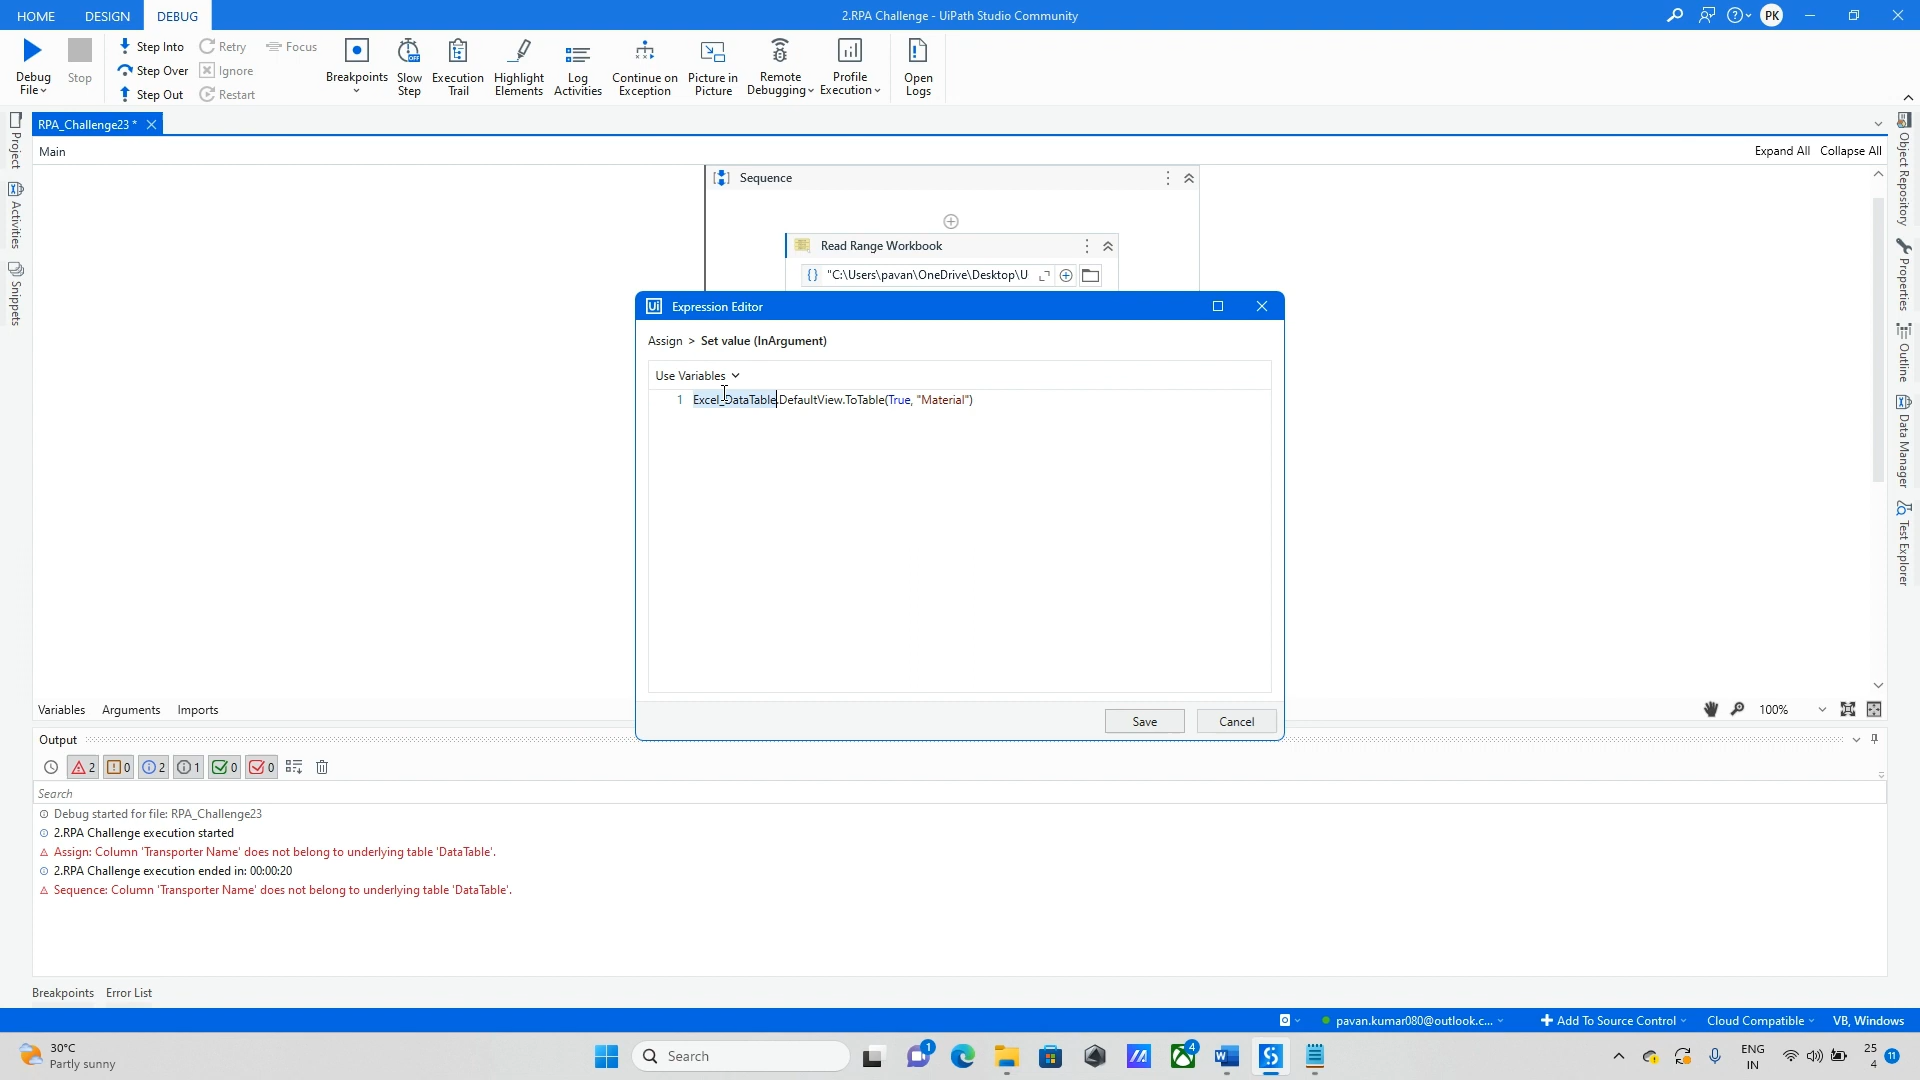 HOME DESIGN DEBUG
2.RPA Challenge - UiPath Studio Community
PK
Debug File
Stop
Step Into
Step Over
Step Out
Retry
Ignore
Restart
Focus
Breakpoints
Slow Step
Execution Trail
Highlight Elements
Log Activities
Continue on Exception
Picture in Picture
Remote Debugging
Profile Execution
Open Logs
RPA_Challenge23 *
Main
Expand All Collapse All
Project
Activities
Snippets
Object Repository
Properties
Outline
Data Manager
Test Explorer
Sequence
Read Range Workbook
"C:\Users\pavan\OneDrive\Desktop\U
Ui Expression Editor
Assign > Set value (InArgument)
Use Variables
1 Excel_DataTable.DefaultView.ToTable(True, "Material")
Save Cancel
Variables Arguments Imports
100%
Output
2 0 2 1 0 0
Search
Debug started for file: RPA_Challenge23
2.RPA Challenge execution started
Assign: Column 'Transporter Name' does not belong to underlying table 'DataTable'.
2.RPA Challenge execution ended in: 00:00:20
Sequence: Column 'Transporter Name' does not belong to underlying table 'DataTable'.
Breakpoints Error List
pavan.kumar080@outlook.c... Add To Source Control Cloud Compatible VB, Windows
30°C
Partly sunny
Search
1
4
ENG
IN
25
4
11